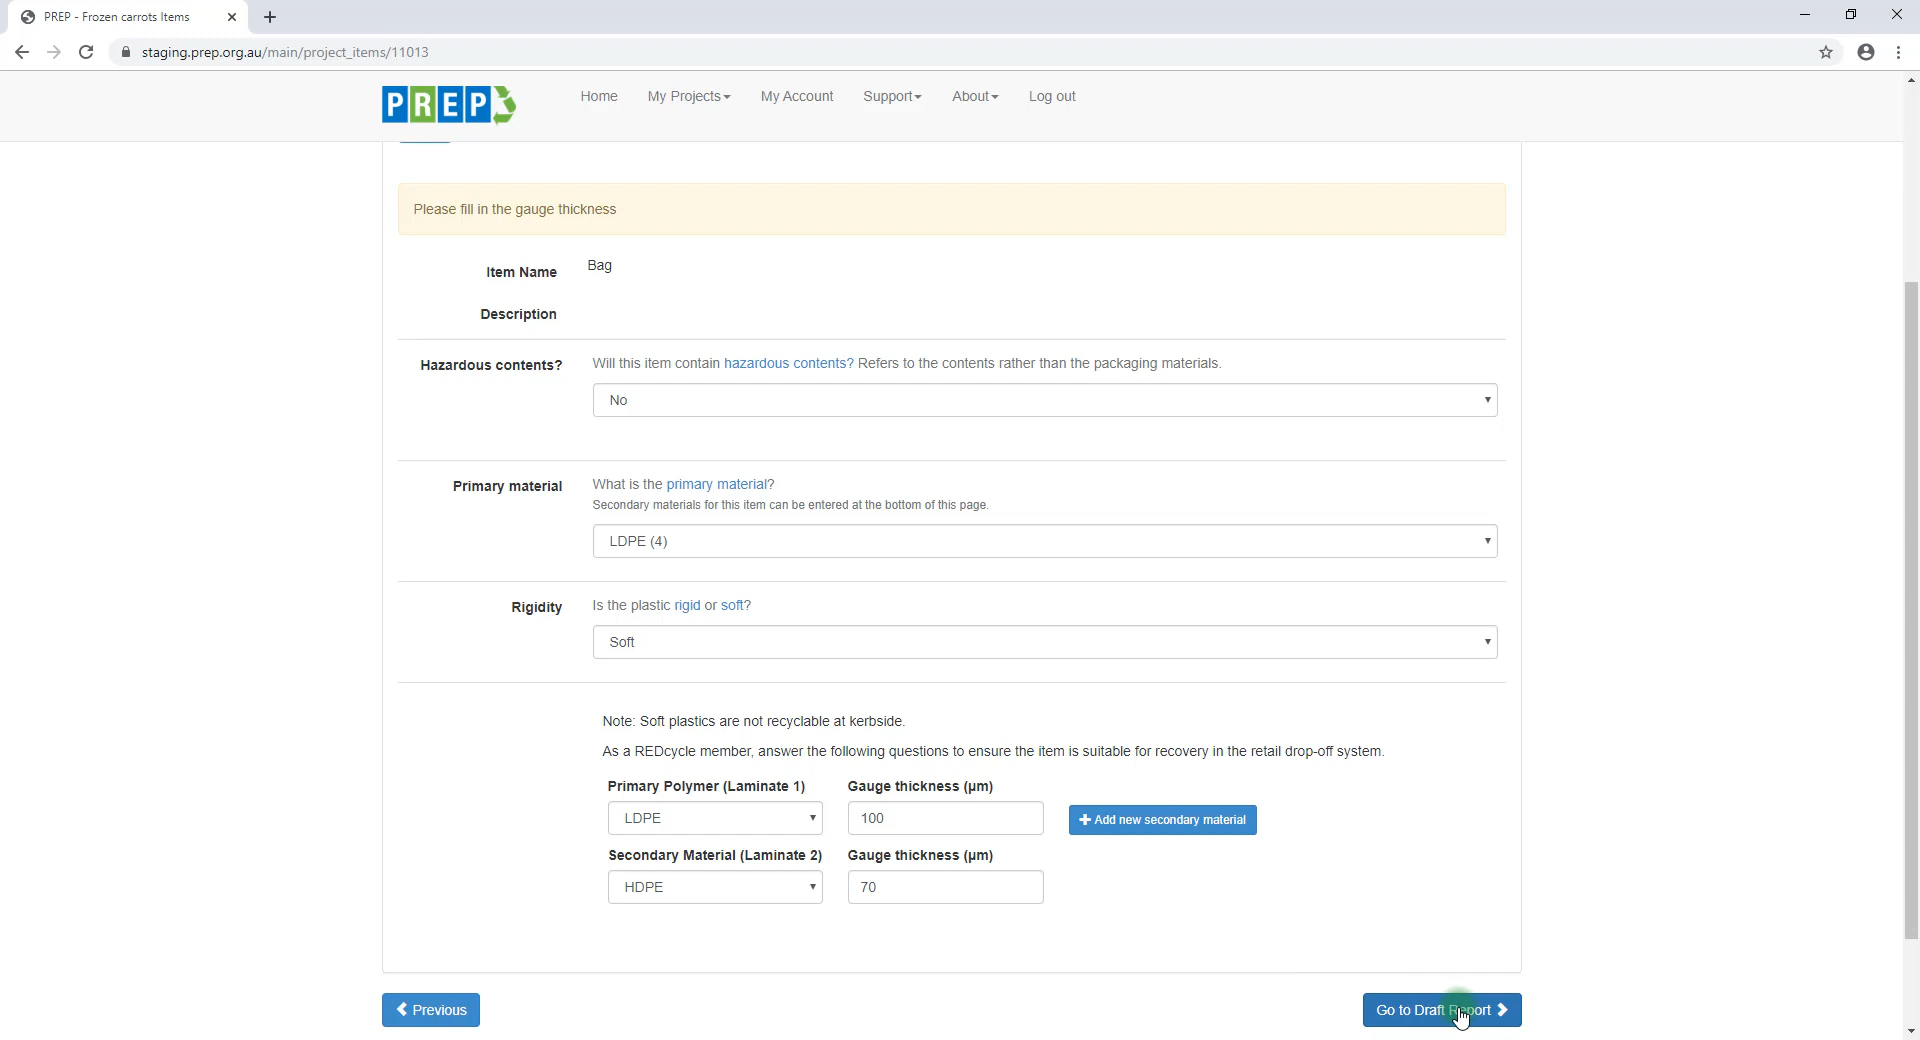 PREP - Frozen carrots Items
staging.prep.org.au/main/project_items/11013
PREP
Home My Projects My Account Support About Log out
Please fill in the gauge thickness
Item Name Bag
Description
Hazardous contents? Will this item contain hazardous contents? Refers to the contents rather than the packaging materials.
No
Primary material What is the primary material?
Secondary materials for this item can be entered at the bottom of this page.
LDPE (4)
Rigidity Is the plastic rigid or soft?
Soft
Note: Soft plastics are not recyclable at kerbside.
As a REDcycle member, answer the following questions to ensure the item is suitable for recovery in the retail drop-off system.
Primary Polymer (Laminate 1) Gauge thickness (µm)
LDPE 100 Add new secondary material
Secondary Material (Laminate 2) Gauge thickness (µm)
HDPE 70
Previous Go to Draft Report